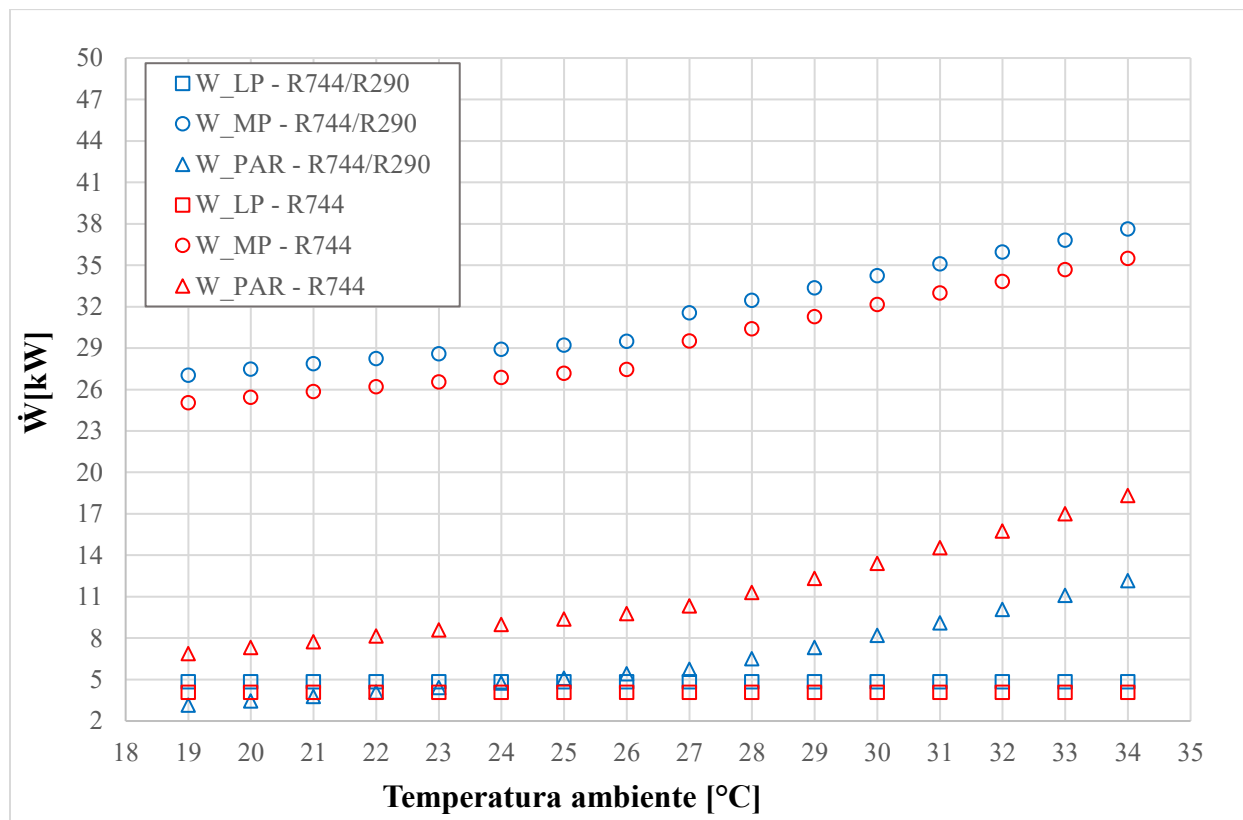 50
47
44
41
38
35
32
29
26
23
20
17
14
11
8
5
2
Ẇ[kW]
W_LP - R744/R290
W_MP - R744/R290
W_PAR - R744/R290
W_LP - R744
W_MP - R744
W_PAR - R744
18 19 20 21 22 23 24 25 26 27 28 29 30 31 32 33 34 35
Temperatura ambiente [°C]